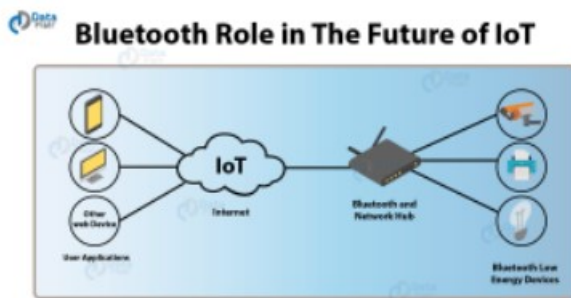 Data
Flair
Bluetooth Role in The Future of IoT
IoT
Other
web Device
Internet
Bluetooth and
Network Hub
User Applications
Bluetooth Low
Energy Devices